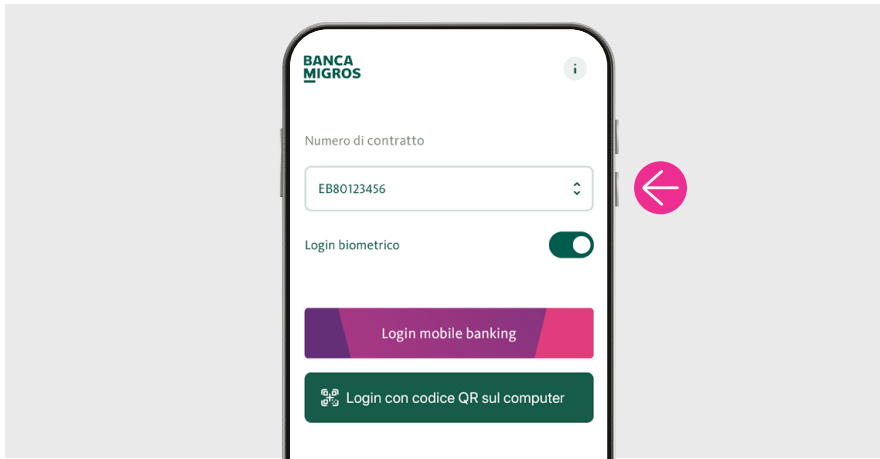 BANCA
MIGROS
i
Numero di contratto
EB80123456
Login biometrico
Login mobile banking
Login con codice QR sul computer